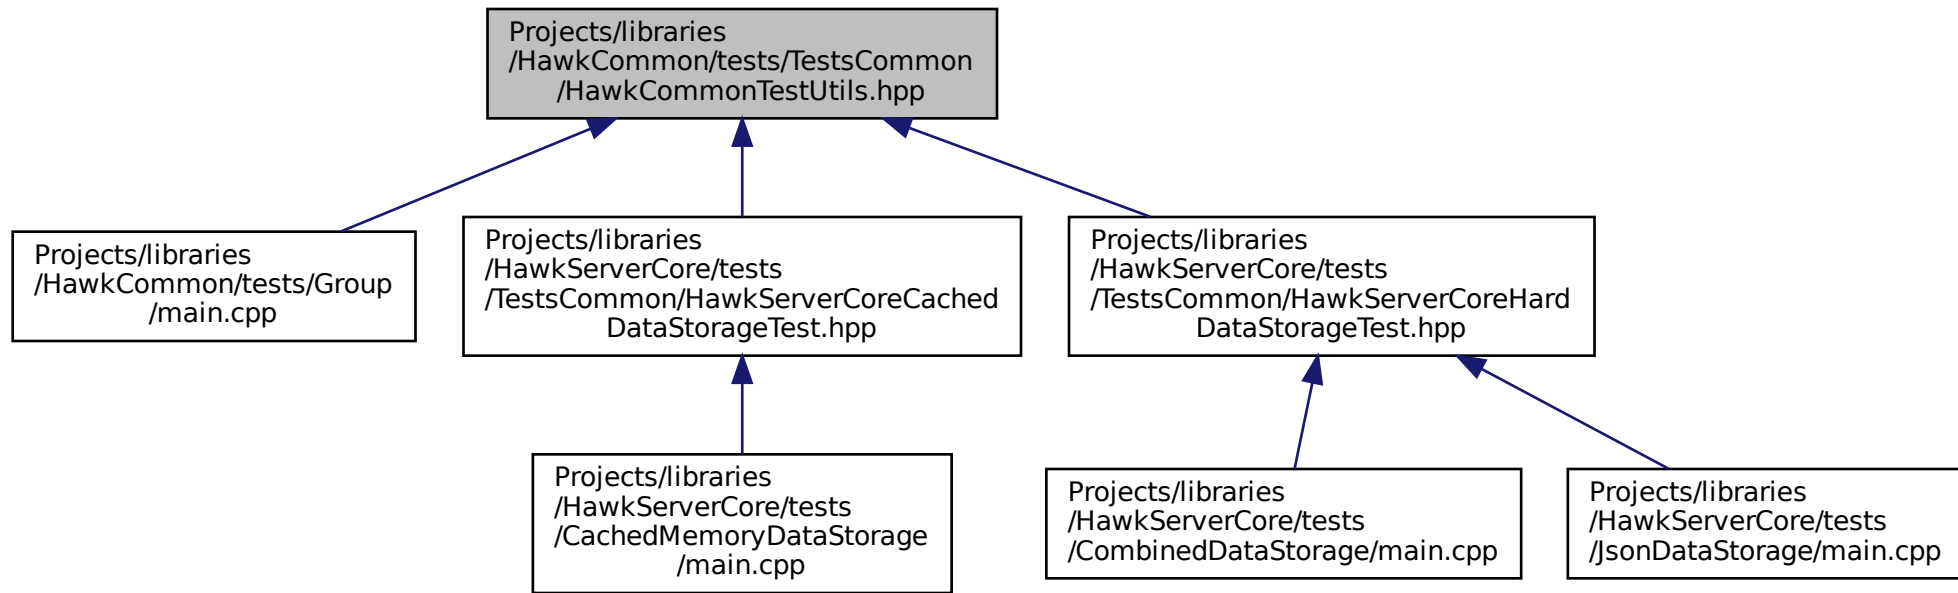 Projects/libraries
/HawkCommon/tests/TestsCommon
/HawkCommonTestUtils.hpp
Projects/libraries
/HawkCommon/tests/Group
/main.cpp
Projects/libraries
/HawkServerCore/tests
/TestsCommon/HawkServerCoreCached
DataStorageTest.hpp
Projects/libraries
/HawkServerCore/tests
/TestsCommon/HawkServerCoreHard
DataStorageTest.hpp
Projects/libraries
/HawkServerCore/tests
/CachedMemoryDataStorage
/main.cpp
Projects/libraries
/HawkServerCore/tests
/CombinedDataStorage/main.cpp
Projects/libraries
/HawkServerCore/tests
/JsonDataStorage/main.cpp